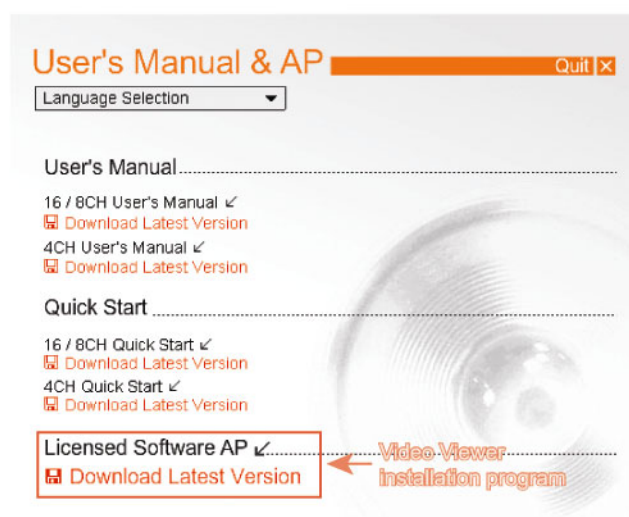 User's Manual & AP
Quit
Language Selection
User's Manual
16 / 8CH User's Manual
Download Latest Version
4CH User's Manual
Download Latest Version
Quick Start
16 / 8CH Quick Start
Download Latest Version
4CH Quick Start
Download Latest Version
Licensed Software AP
Download Latest Version
Video Viewer
installation program